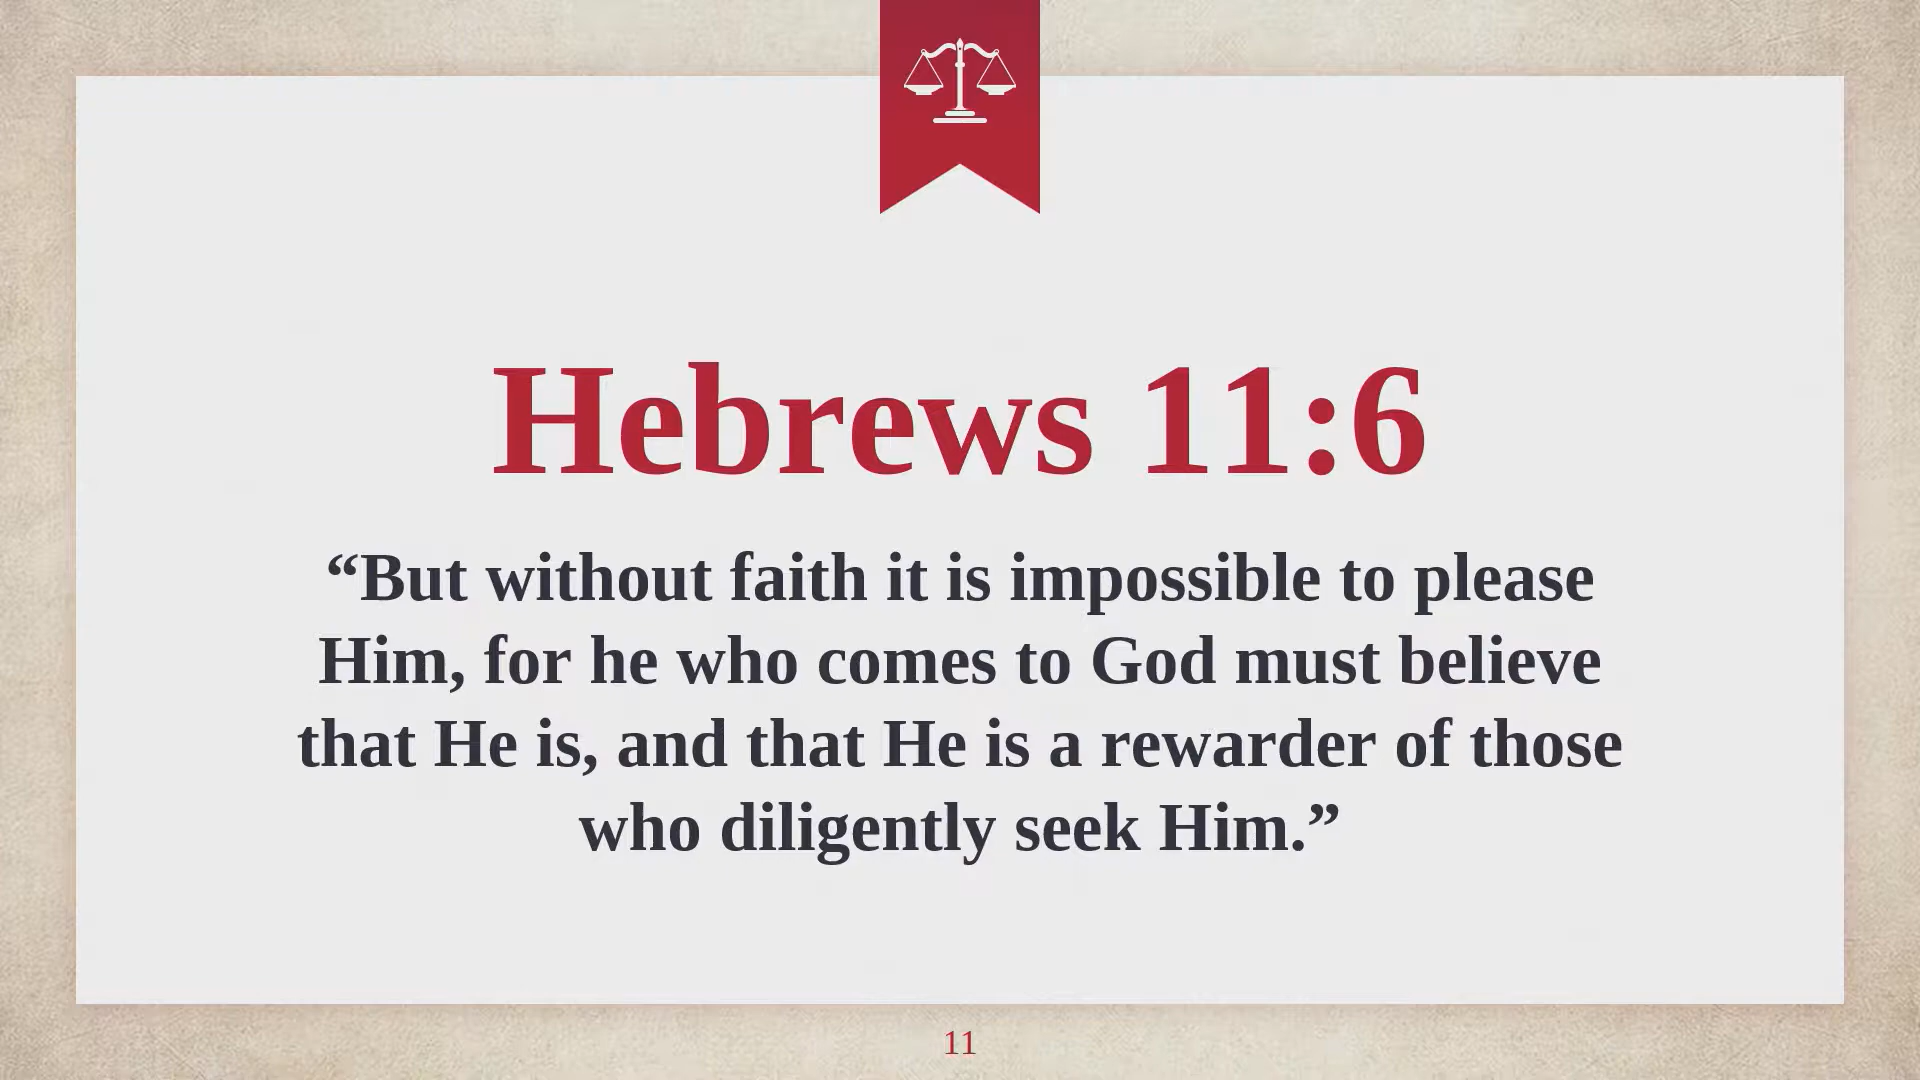 Hebrews 11:6
“But without faith it is impossible to please
Him, for he who comes to God must believe
that He is, and that He is a rewarder of those
who diligently seek Him.”
11